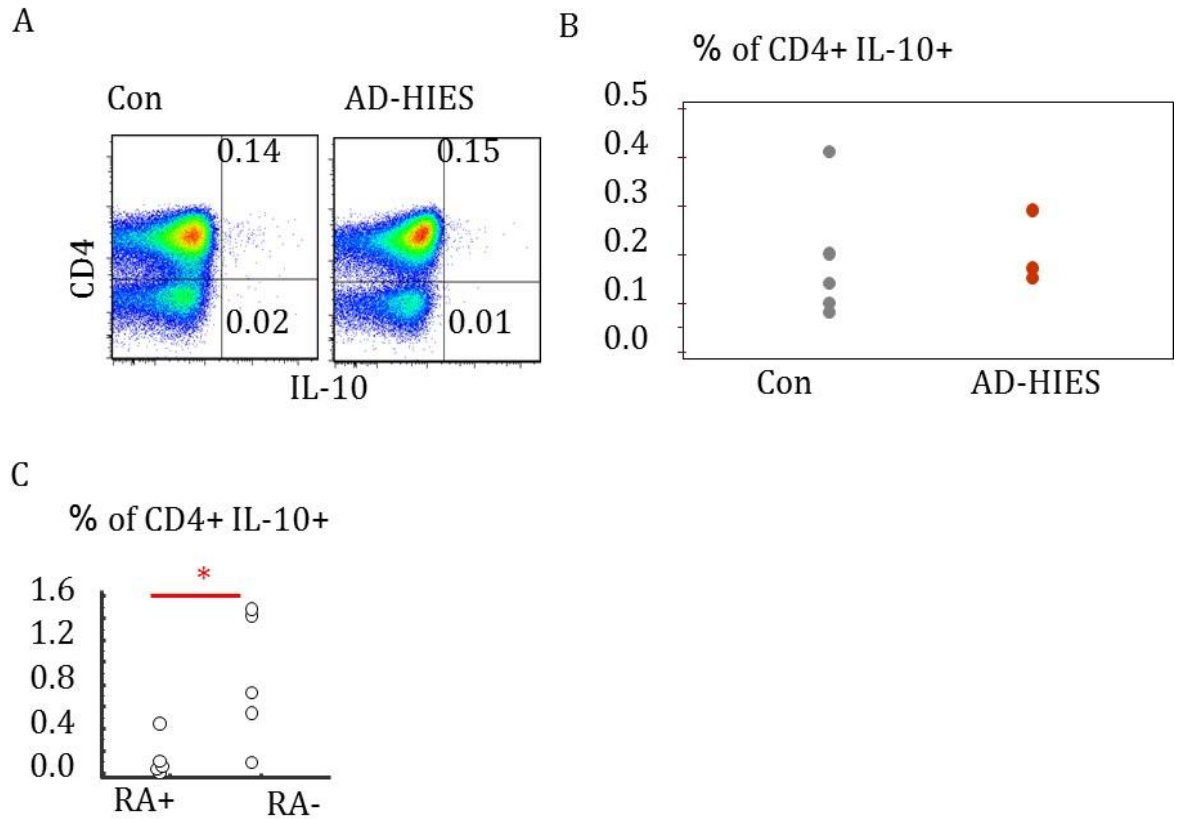 A
Con
AD-HIES
0.14
0.15
CD4
0.02
0.01
IL-10
B
% of CD4+ IL-10+
0.5
0.4
0.3
0.2
0.1
0.0
Con
AD-HIES
C
% of CD4+ IL-10+
*
1.6
1.2
0.8
0.4
0.0
RA+
RA-